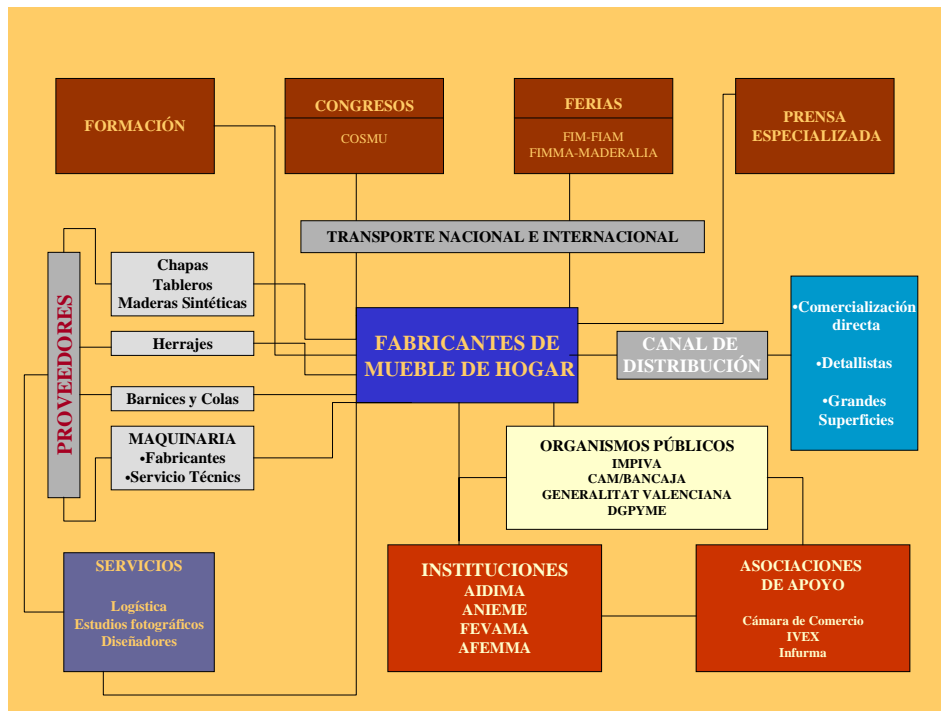 FORMACIÓN
CONGRESOS
COSMU
FERIAS
FIM-FIAM
FIMMA-MADERALIA
PRENSA
ESPECIALIZADA
TRANSPORTE NACIONAL E INTERNACIONAL
PROVEEDORES
Chapas
Tableros
Maderas Sintéticas
Herrajes
Barnices y Colas
MAQUINARIA
•Fabricantes
•Servicio Técnics
FABRICANTES DE
MUEBLE DE HOGAR
CANAL DE
DISTRIBUCIÓN
•Comercialización
directa
•Detallistas
•Grandes
Superficies
ORGANISMOS PÚBLICOS
IMPIVA
CAM/BANCAJA
GENERALITAT VALENCIANA
DGPYME
SERVICIOS
Logística
Estudios fotográficos
Diseñadores
INSTITUCIONES
AIDIMA
ANIEME
FEVAMA
AFEMMA
ASOCIACIONES
DE APOYO
Cámara de Comercio
IVEX
Infurma